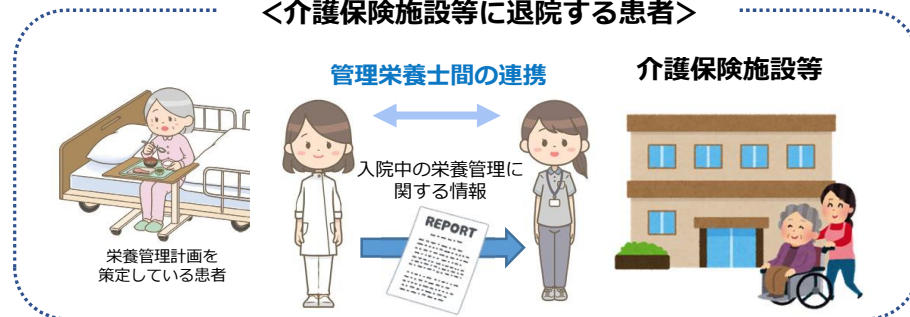 ＜介護保険施設等に退院する患者＞
管理栄養士間の連携
介護保険施設等
入院中の栄養管理に
関する情報
REPORT
栄養管理計画を
策定している患者